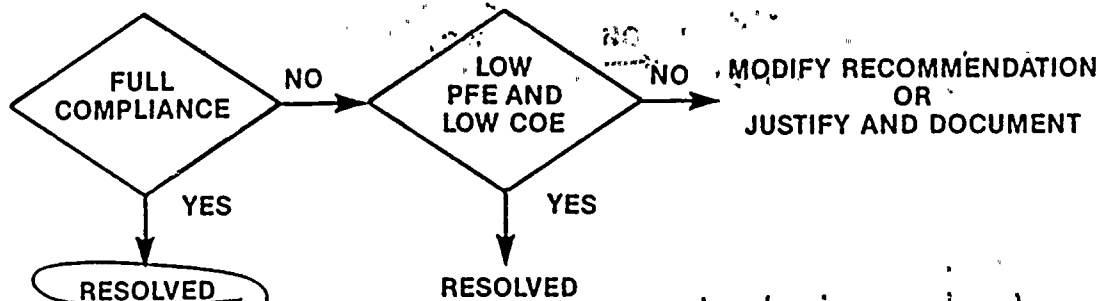 FULL
COMPLIANCE
NO
LOW
PFE AND
LOW COE
NO
NO
MODIFY RECOMMENDATION
OR
JUSTIFY AND DOCUMENT
YES
YES
RESOLVED
RESOLVED